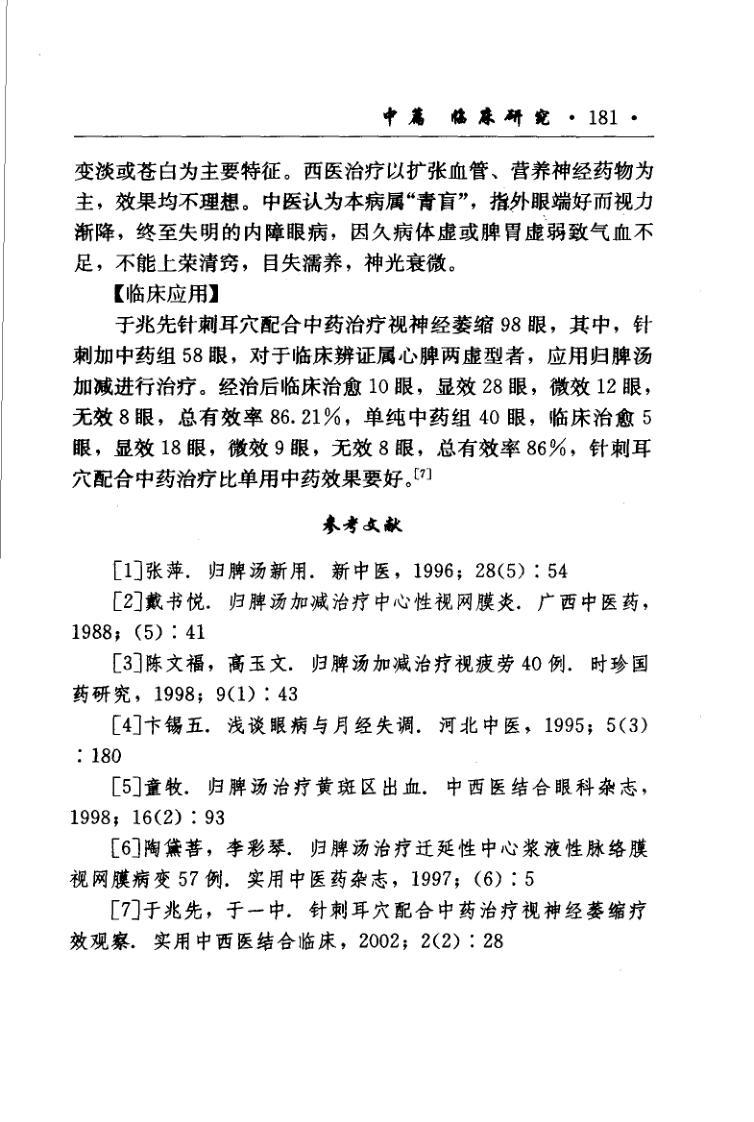 中篇 临床研究 · 181 ·
变淡或苍白为主要特征。西医治疗以扩张血管、营养神经药物为
主，效果均不理想。中医认为本病属“青盲”，指外眼端好而视力
渐降，终至失明的内障眼病，因久病体虚或脾胃虚弱致气血不
足，不能上荣清窍，目失濡养，神光衰微。
【临床应用】
于兆先针刺耳穴配合中药治疗视神经萎缩 98 眼，其中，针
刺加中药组 58 眼，对于临床辨证属心脾两虚型者，应用归脾汤
加减进行治疗。经治后临床治愈 10 眼，显效 28 眼，微效 12 眼，
无效 8 眼，总有效率 86.21%，单纯中药组 40 眼，临床治愈 5
眼，显效 18 眼，微效 9 眼，无效 8 眼，总有效率 86%，针刺耳
穴配合中药治疗比单用中药效果要好。[7]
参考文献
[1]张萍. 归脾汤新用. 新中医，1996；28(5)∶54
[2]戴书悦. 归脾汤加减治疗中心性视网膜炎. 广西中医药，
1988；(5)∶41
[3]陈文福，高玉文. 归脾汤加减治疗视疲劳 40 例. 时珍国
药研究，1998；9(1)∶43
[4]卞锡五. 浅谈眼病与月经失调. 河北中医，1995；5(3)
∶180
[5]童牧. 归脾汤治疗黄斑区出血. 中西医结合眼科杂志，
1998；16(2)∶93
[6]陶黛菩，李彩琴. 归脾汤治疗迁延性中心浆液性脉络膜
视网膜病变 57 例. 实用中医药杂志，1997；(6)∶5
[7]于兆先，于一中. 针刺耳穴配合中药治疗视神经萎缩疗
效观察. 实用中西医结合临床，2002；2(2)∶28